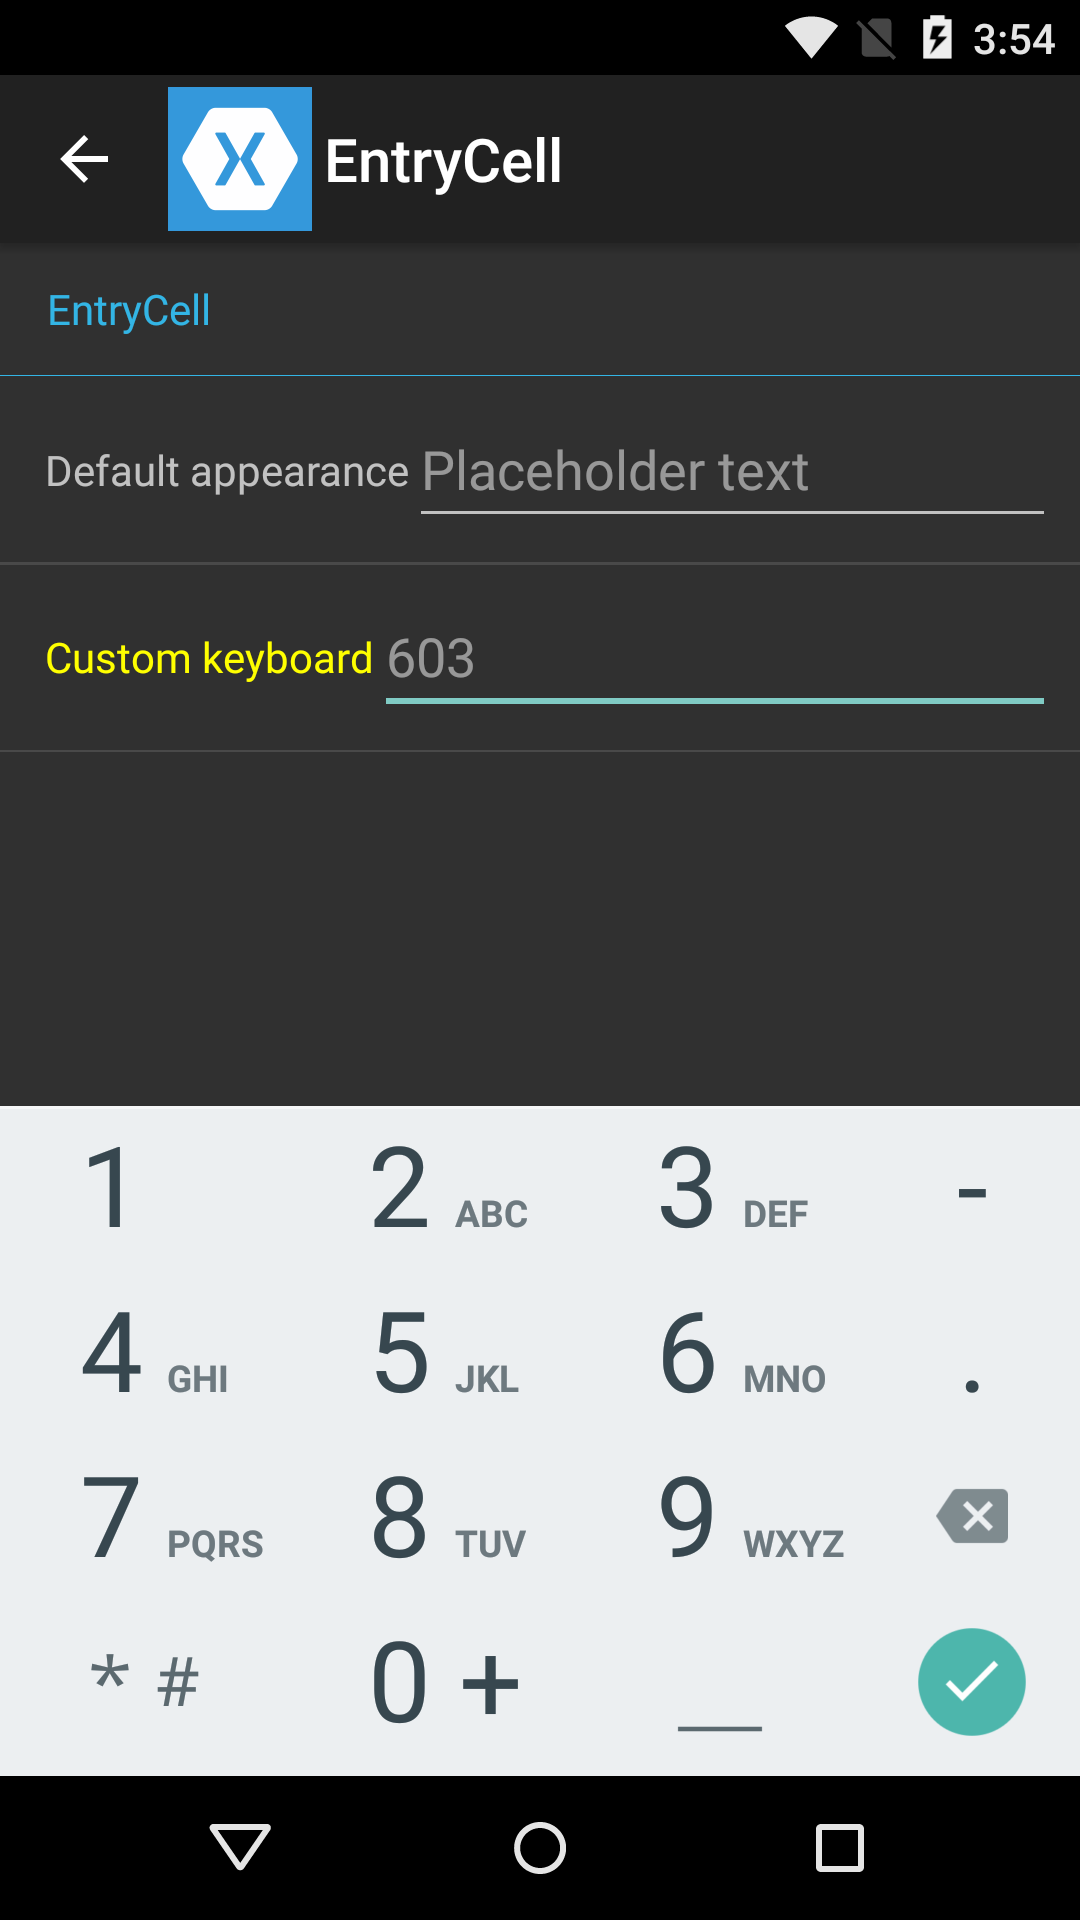 3:54
EntryCell
EntryCell
Default appearance Placeholder text
Custom keyboard 603
1 2 ABC 3 DEF -
4 GHI 5 JKL 6 MNO .
7 PQRS 8 TUV 9 WXYZ
* # 0 + _